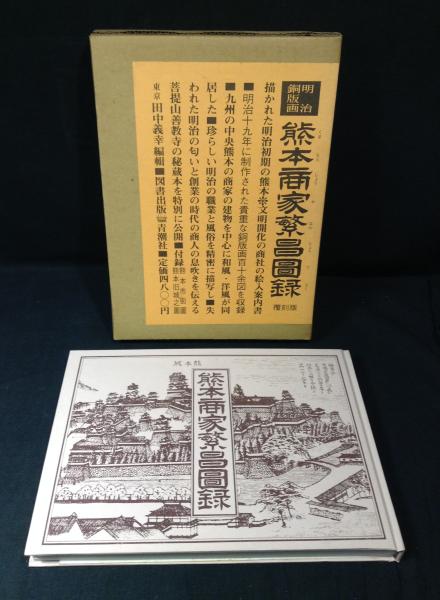 明治
銅版画
熊本商家繁昌圖録
復刻版
描かれた明治初期の熊本※文明開化の商社の絵入案内書
■明治十九年に制作された貴重な銅版画百十余図を収録
■九州の中央熊本の商家の建物を中心に和風・洋風が同
居した■珍らしい明治の職業と風俗を精密に描写し■失
われた明治の匂いと創業の時代の商人の息吹きを伝える
菩提山善教寺の秘蔵本を特別に公開■付録
熊本旧城之圖
東京田中義幸編輯■図書出版
青潮社■定価四八〇〇円
熊本城
熊本商家繁昌圖録